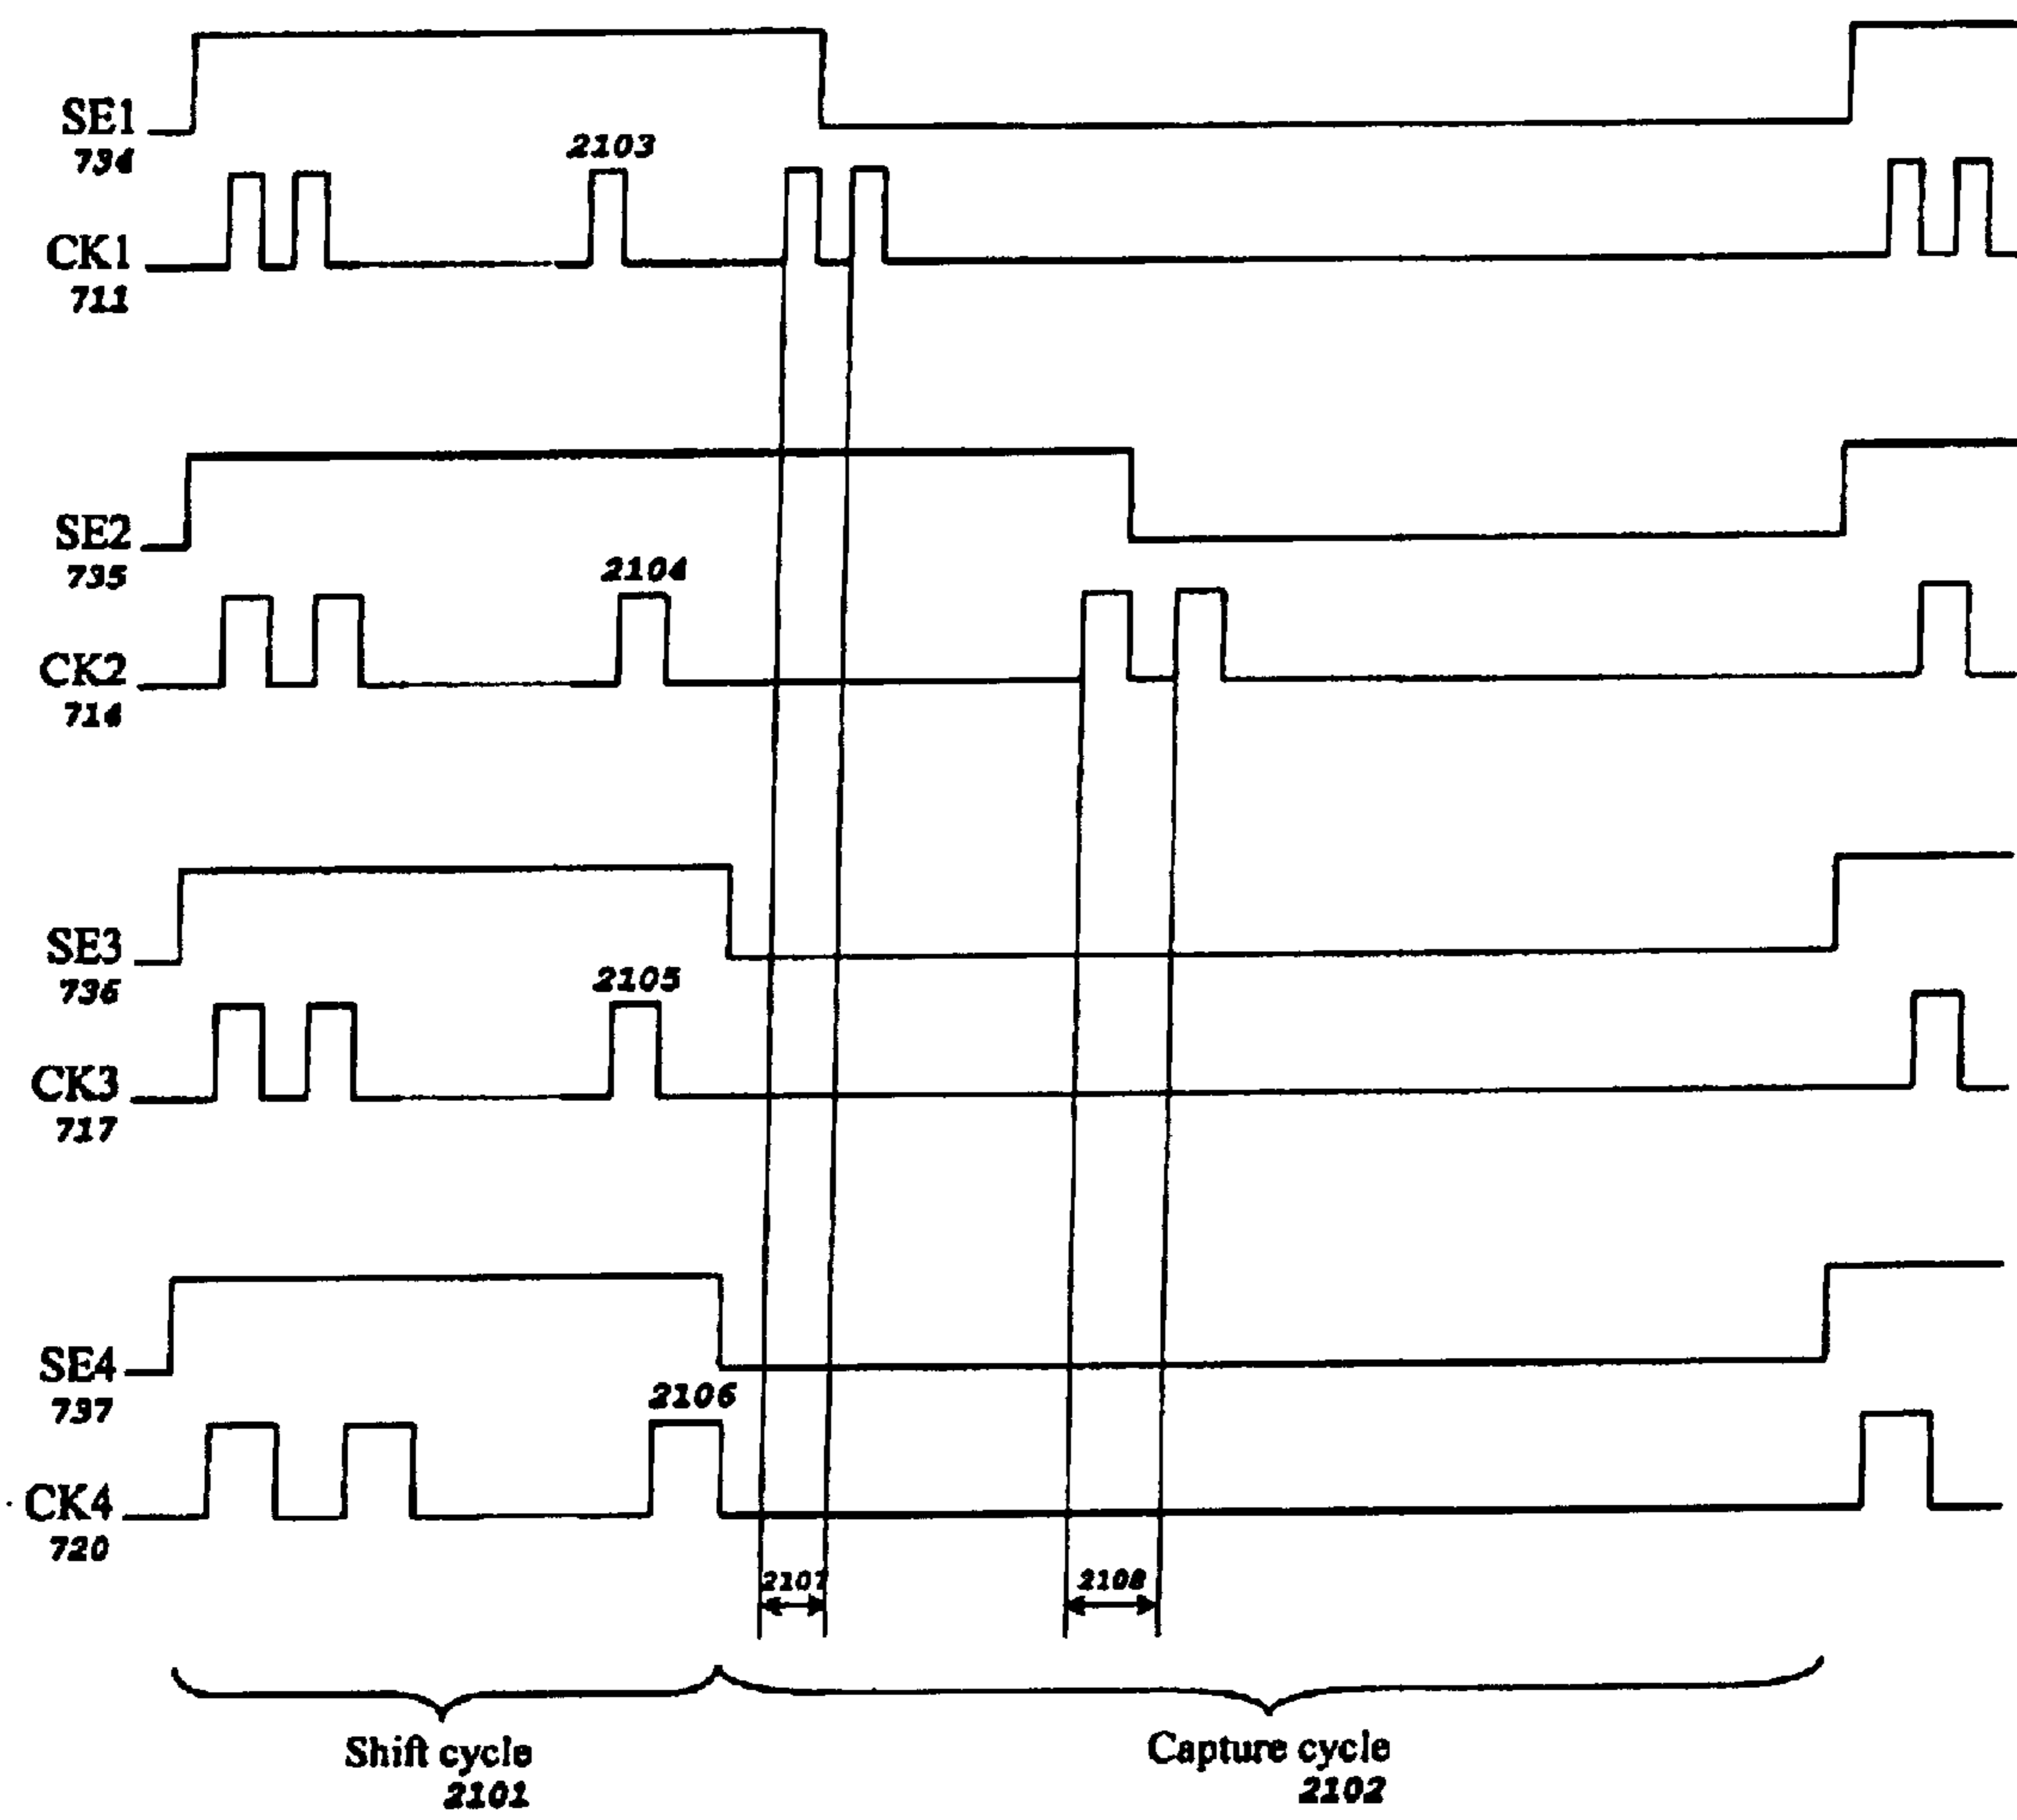 SE1
734
2103
CK1
711
SE2
735
2104
CK2
714
SE3
736
2105
CK3
717
SE4
737
2106
CK4
720
2107
2108
Shift cycle
2101
Capture cycle
2102